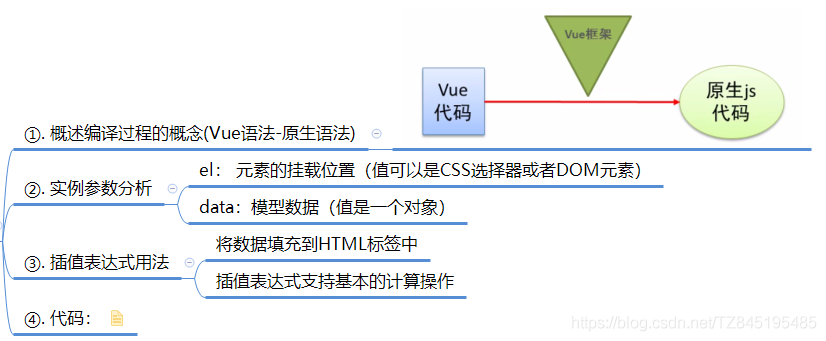 Vue框架
Vue
代码
原生js
代码
①. 概述编译过程的概念(Vue语法-原生语法)
②. 实例参数分析
el： 元素的挂载位置（值可以是CSS选择器或者DOM元素）
data：模型数据（值是一个对象）
③. 插值表达式用法
将数据填充到HTML标签中
插值表达式支持基本的计算操作
④. 代码：
https://blog.csdn.net/TZ845195485